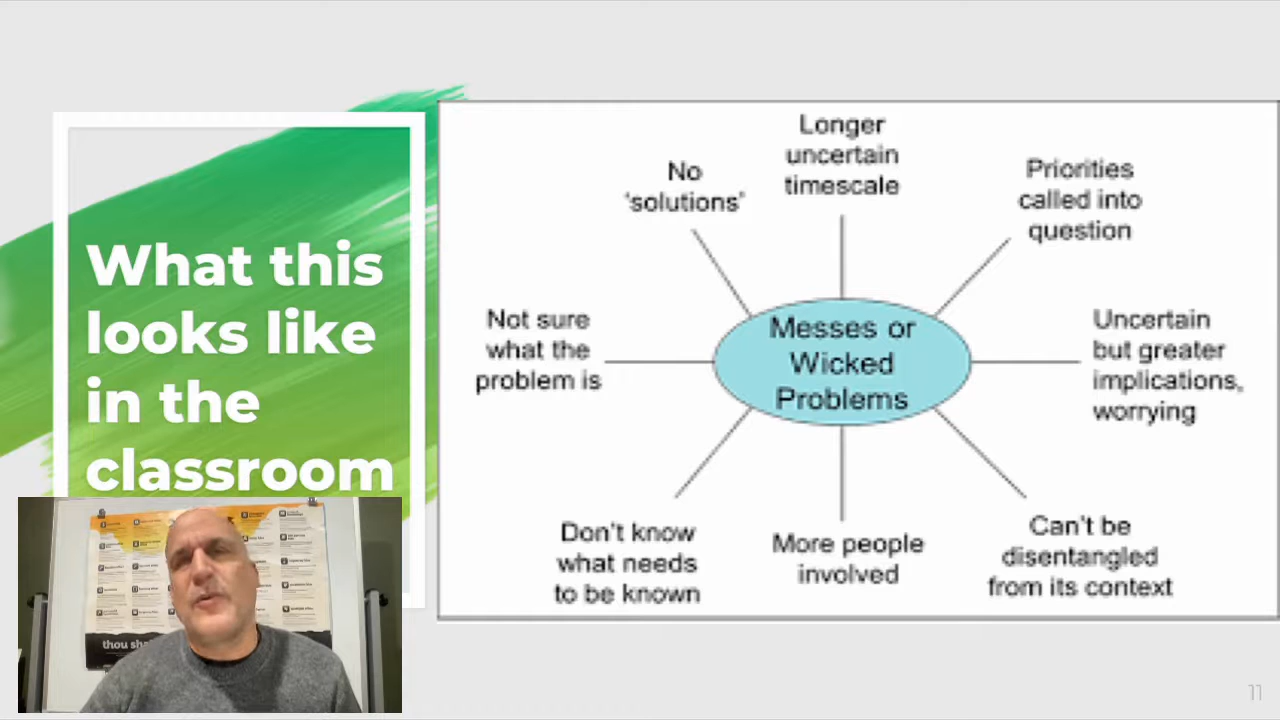 What this
looks like
in the
classroom
No
'solutions'
Longer
uncertain
timescale
Priorities
called into
question
Not sure
what the
problem is
Messes or
Wicked
Problems
Uncertain
but greater
implications,
worrying
Don't know
what needs
to be known
More people
involved
Can't be
disentangled
from its context
thou sha
11